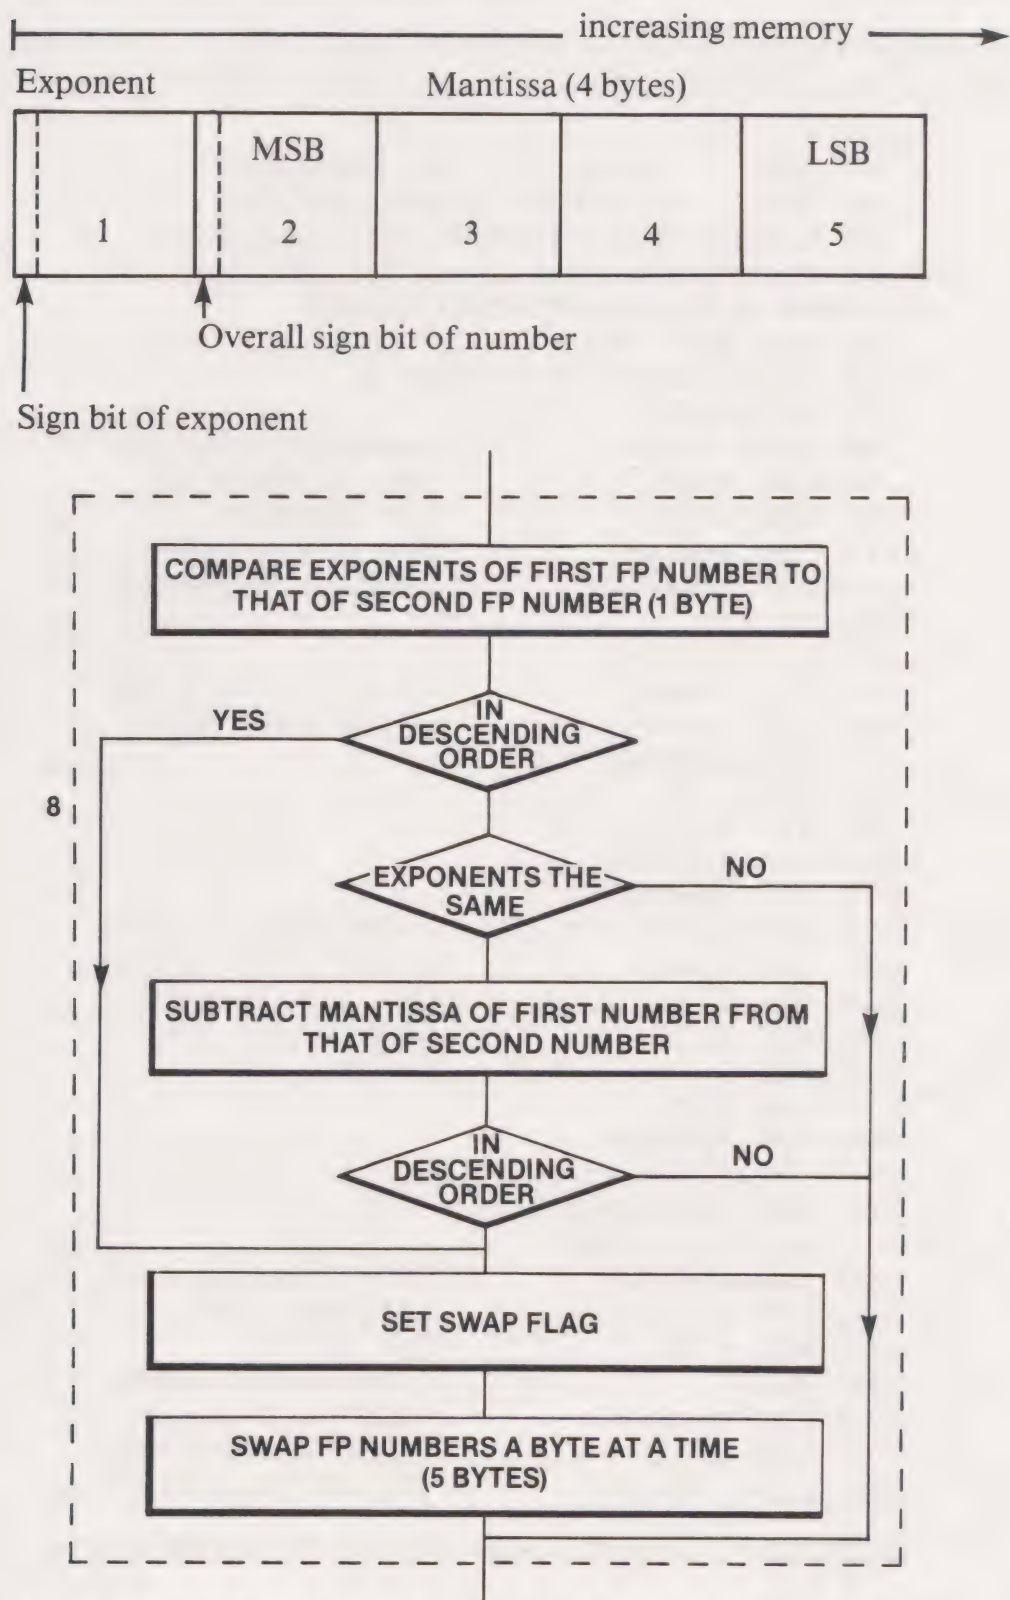 increasing memory
Exponent
Mantissa (4 bytes)
MSB
LSB
1
2
3
4
5
Overall sign bit of number
Sign bit of exponent
COMPARE EXPONENTS OF FIRST FP NUMBER TO
THAT OF SECOND FP NUMBER (1 BYTE)
YES
IN
DESCENDING
ORDER
8
EXPONENTS THE
SAME
NO
SUBTRACT MANTISSA OF FIRST NUMBER FROM
THAT OF SECOND NUMBER
IN
DESCENDING
ORDER
NO
SET SWAP FLAG
SWAP FP NUMBERS A BYTE AT A TIME
(5 BYTES)